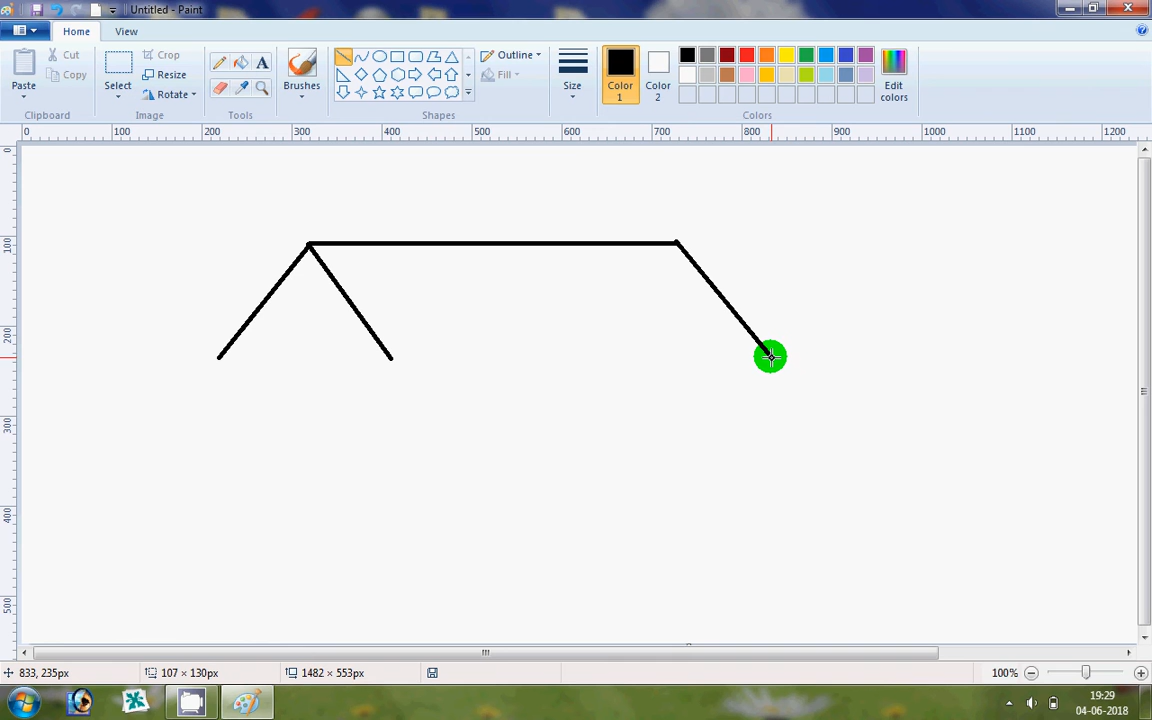 Untitled - Paint
Home View
Paste
Cut
Copy
Clipboard
Select
Crop
Resize
Rotate
Image
A
Tools
Brushes
Outline
Fill
Shapes
Size
Color 1
Color 2
Edit colors
Colors
0 100 200 300 400 500 600 700 800 900 1000 1100 1200
0
100
200
300
400
500
833, 235px 107 × 130px 1482 × 553px 100%
19:29
04-06-2018